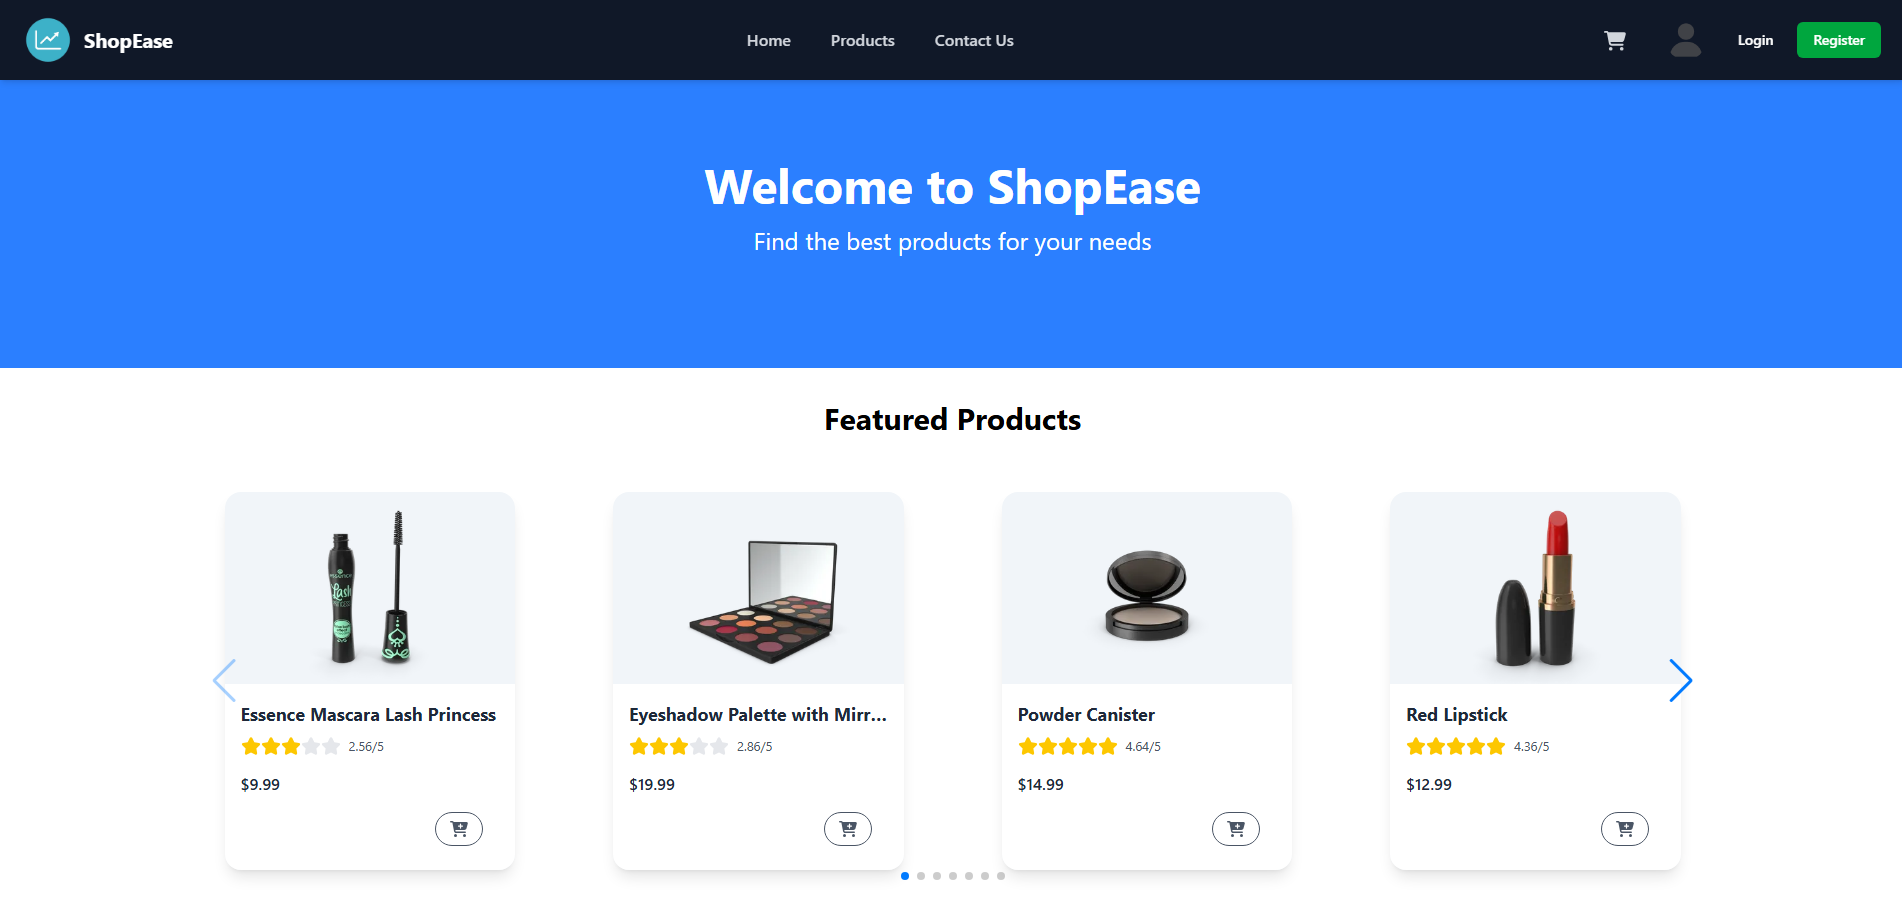 ShopEase
Home
Products
Contact Us
Login
Register
Welcome to ShopEase
Find the best products for your needs
Featured Products
essence
Lash
Essence Mascara Lash Princess
2.56/5
$9.99
Eyeshadow Palette with Mirr...
2.86/5
$19.99
Powder Canister
4.64/5
$14.99
Red Lipstick
4.36/5
$12.99